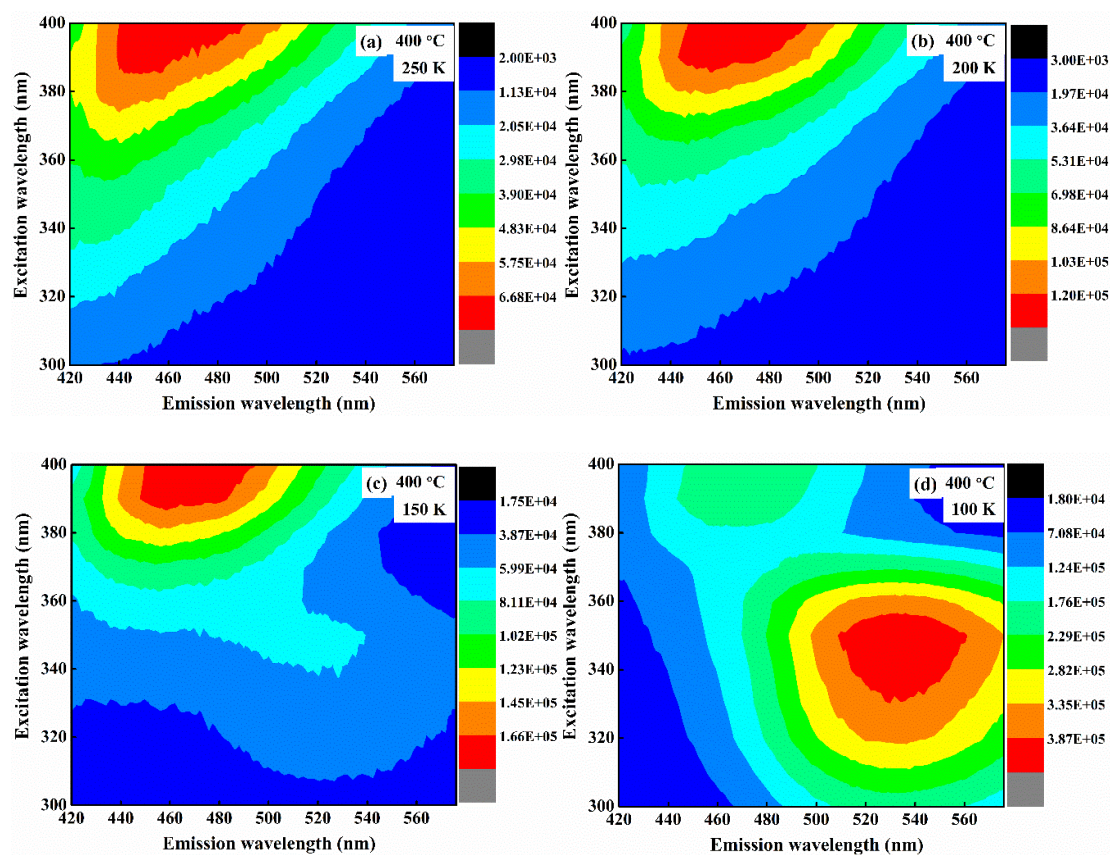 400
380
360
340
320
300
420 440 460 480 500 520 540 560
Excitation wavelength (nm)
Emission wavelength (nm)
(a) 400 °C
250 K
2.00E+03
1.13E+04
2.05E+04
2.98E+04
3.90E+04
4.83E+04
5.75E+04
6.68E+04
400
380
360
340
320
300
420 440 460 480 500 520 540 560
Excitation wavelength (nm)
Emission wavelength (nm)
(b) 400 °C
200 K
3.00E+03
1.97E+04
3.64E+04
5.31E+04
6.98E+04
8.64E+04
1.03E+05
1.20E+05
400
380
360
340
320
300
420 440 460 480 500 520 540 560
Excitation wavelength (nm)
Emission wavelength (nm)
(c) 400 °C
150 K
1.75E+04
3.87E+04
5.99E+04
8.11E+04
1.02E+05
1.23E+05
1.45E+05
1.66E+05
400
380
360
340
320
300
420 440 460 480 500 520 540 560
Excitation wavelength (nm)
Emission wavelength (nm)
(d) 400 °C
100 K
1.80E+04
7.08E+04
1.24E+05
1.76E+05
2.29E+05
2.82E+05
3.35E+05
3.87E+05